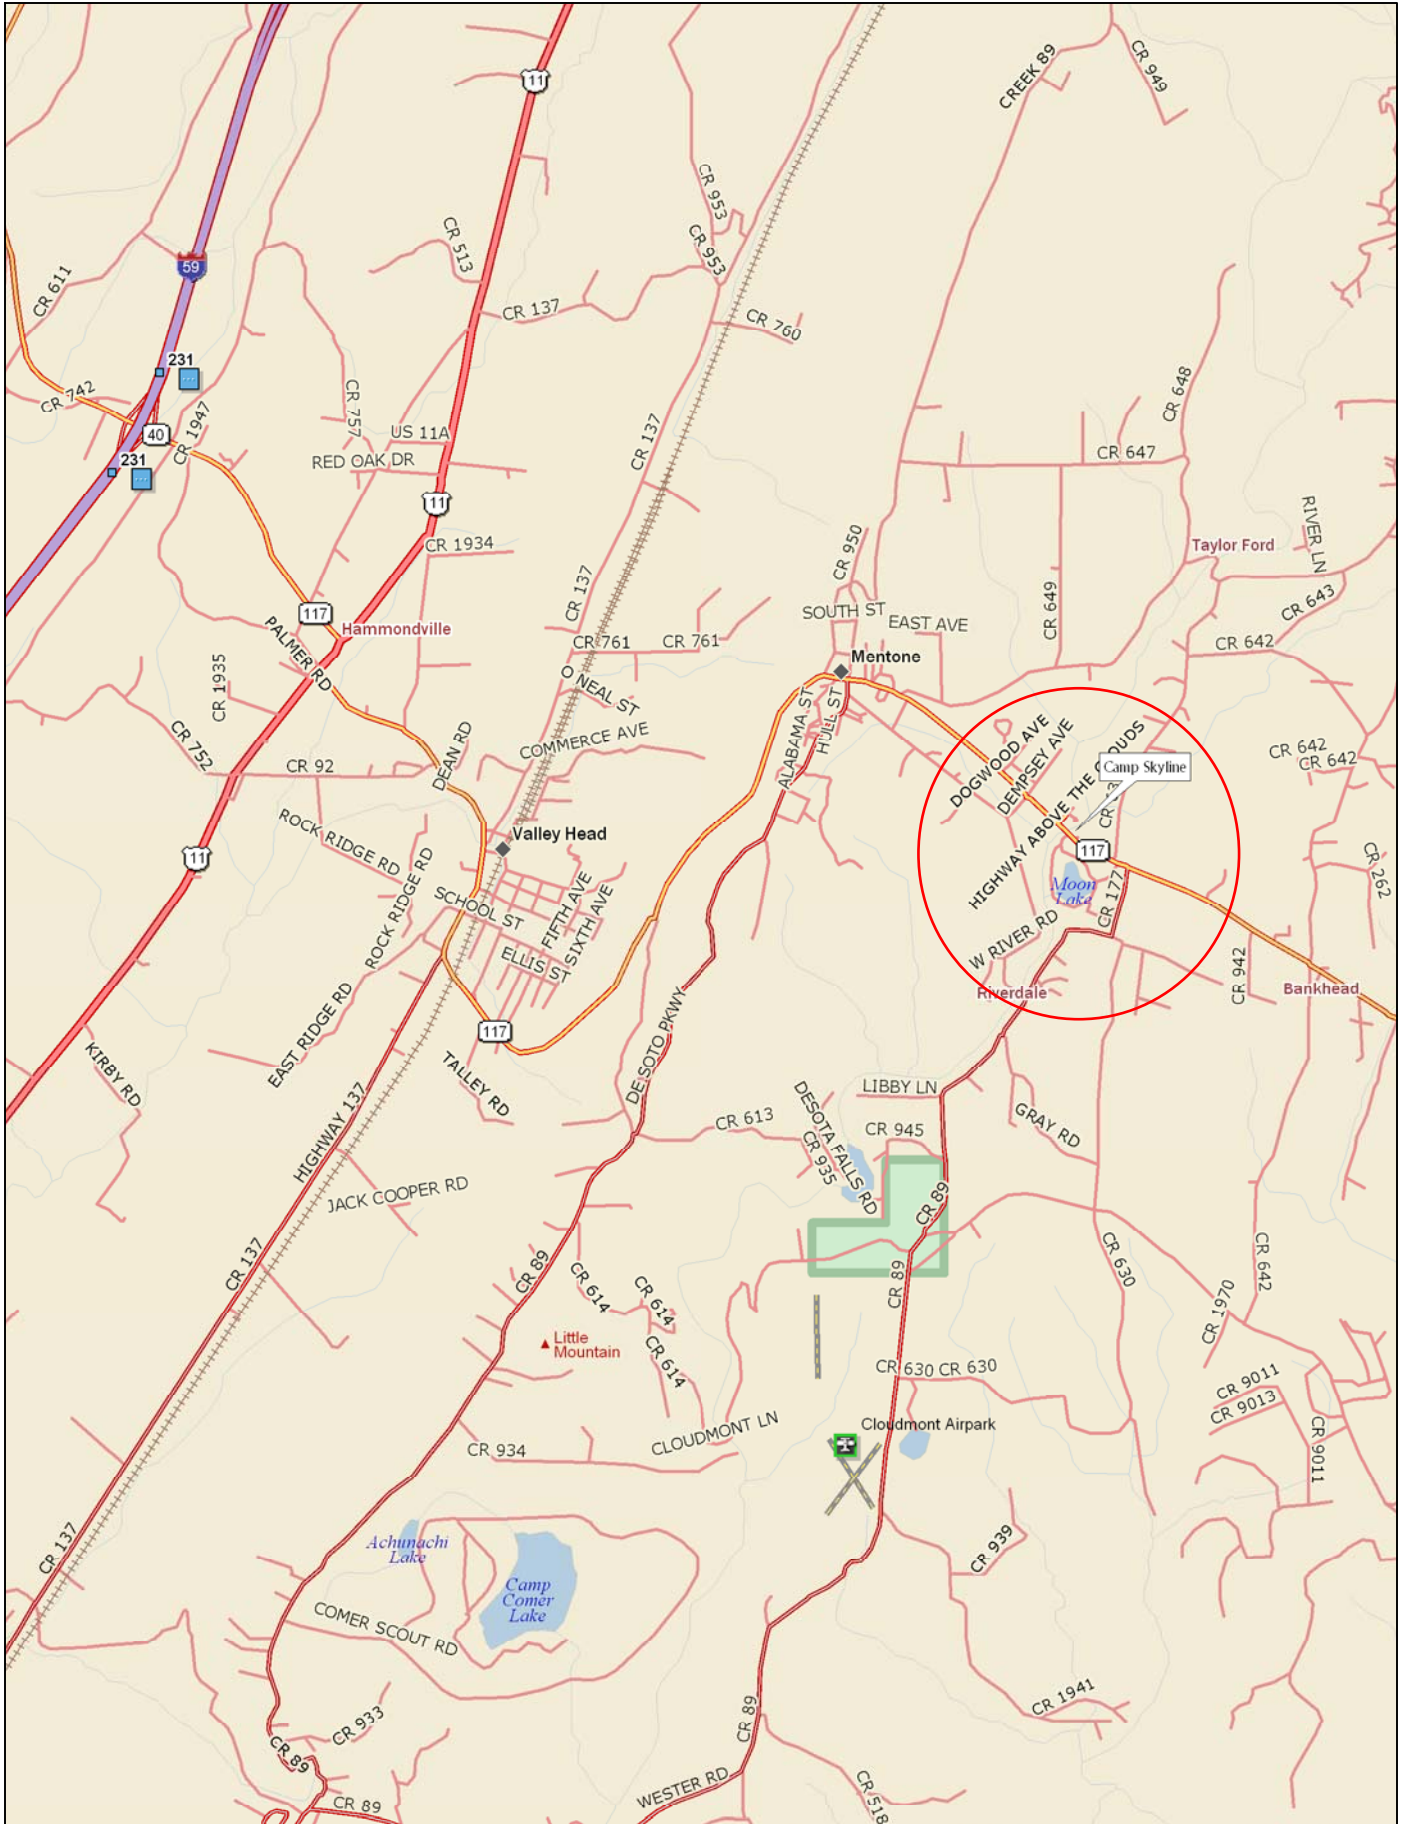 CREEK 89
CR 949
11
CR 953
CR 953
CR 513
59
CR 611
CR 137
CR 760
231
CR 742
CR 757
CR 1947
40
CR 648
US 11A
CR 137
231
RED OAK DR
CR 647
11
RIVER LN
CR 1934
CR 950
Taylor Ford
CR 137
117
SOUTH ST
EAST AVE
CR 649
CR 643
Hammondville
PALMER RD
CR 761
CR 761
CR 642
Mentone
CR 1935
O NEAL ST
ALABAMA ST
HULL ST
CR 752
DEAN RD
COMMERCE AVE
DOGWOOD AVE
DEMPSEY AVE
HIGHWAY ABOVE THE C
OUDS
Camp Skyline
CR 642
CR 642
CR 92
ROCK RIDGE RD
Valley Head
117
11
ROCK RIDGE RD
SCHOOL ST
FIFTH AVE
SIXTH AVE
Moon
Lake
CR 177
CR 262
ELLIS ST
W RIVER RD
CR 942
Riverdale
Bankhead
EAST RIDGE RD
117
DE SOTO PKWY
KIRBY RD
TALLEY RD
LIBBY LN
HIGHWAY 137
DESOTA FALLS RD
GRAY RD
CR 613
CR 945
CR 935
JACK COOPER RD
CR 89
CR 137
CR 89
CR 614
CR 614
CR 89
CR 630
CR 642
CR 1970
Little
Mountain
CR 614
CR 630
CR 630
CR 9011
CR 9013
CLOUDMONT LN
Cloudmont Airpark
CR 934
CR 9011
CR 137
Achunachi
Lake
CR 939
Camp
Comer
Lake
COMER SCOUT RD
CR 933
CR 89
CR 1941
CR 89
WESTER RD
CR 518
CR 89